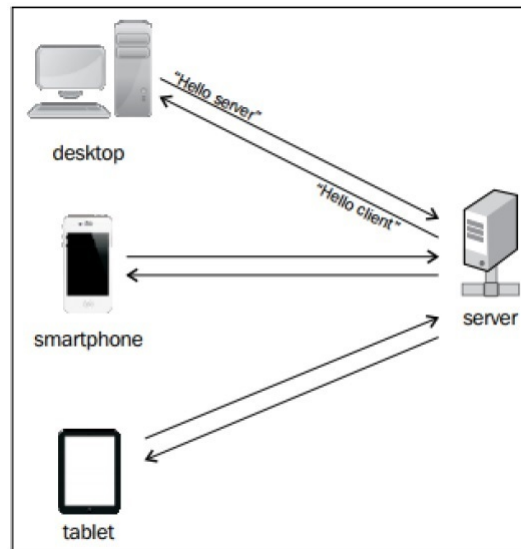 "Hello server"
desktop
"Hello client"
smartphone
server
tablet